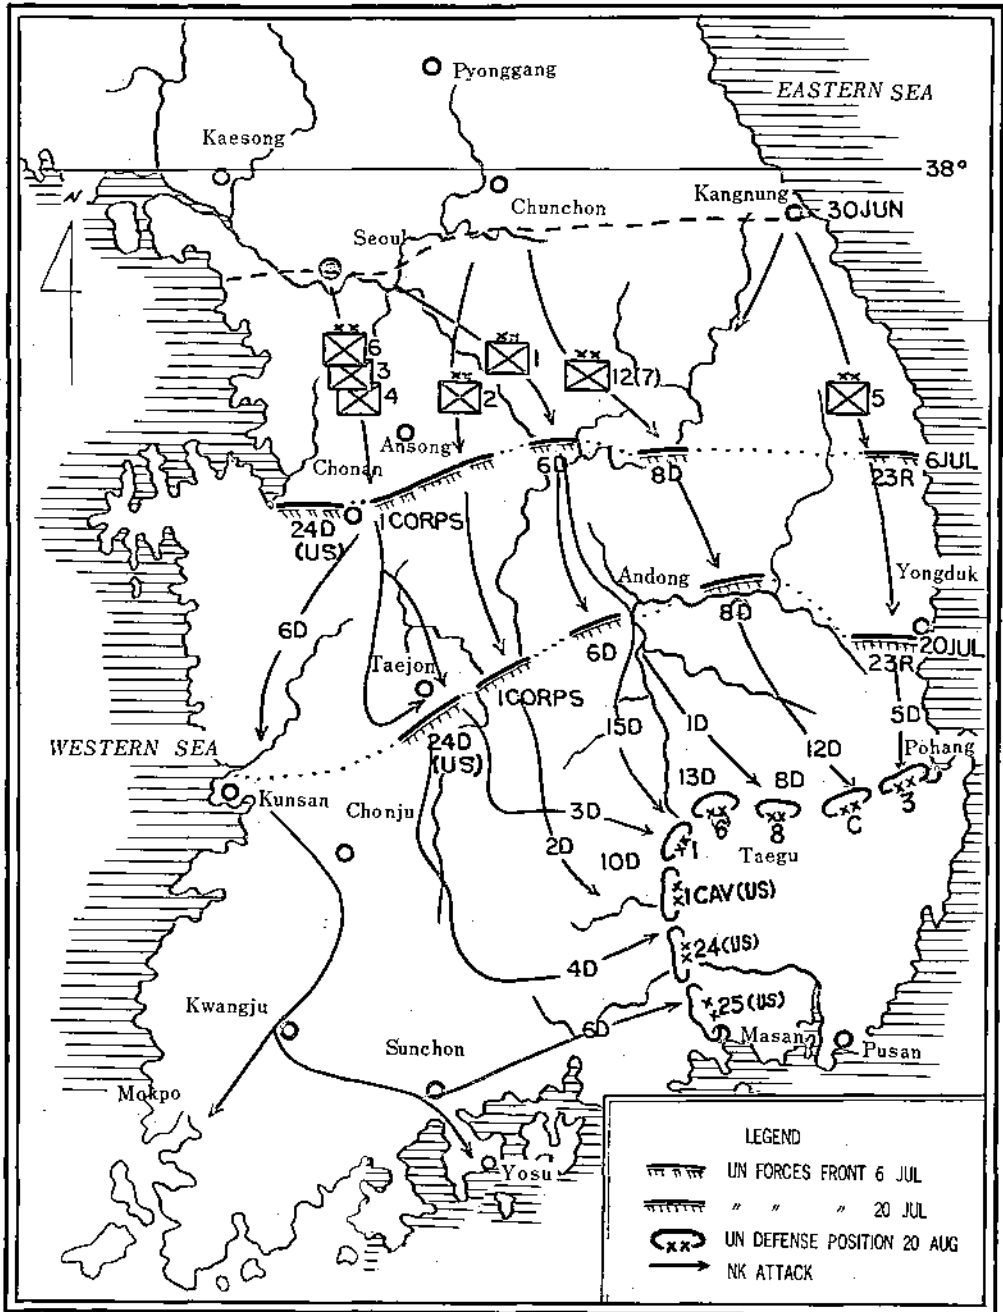 Pyonggang
EASTERN SEA
Kaesong
38°
N
Kangnung
Chunchon
30JUN
Seoul
6
3
4
1
2
12(7)
5
Ansong
Chonan
6D
8D
23R
6JUL
24D
(US)
1CORPS
Andong
Yongduk
8D
6D
6D
20JUL
23R
Taejon
1CORPS
5D
15D
1D
24D
(US)
12D
WESTERN SEA
Pohang
13D
8D
Kunsan
Chonju
3D
6
8
C
3
2D
10D
1
Taegu
1CAV(US)
24(US)
4D
25(US)
Kwangju
6D
Sunchon
Masan
Pusan
Mokpo
Yosu
LEGEND
UN FORCES FRONT 6 JUL
" " " 20 JUL
UN DEFENSE POSITION 20 AUG
NK ATTACK